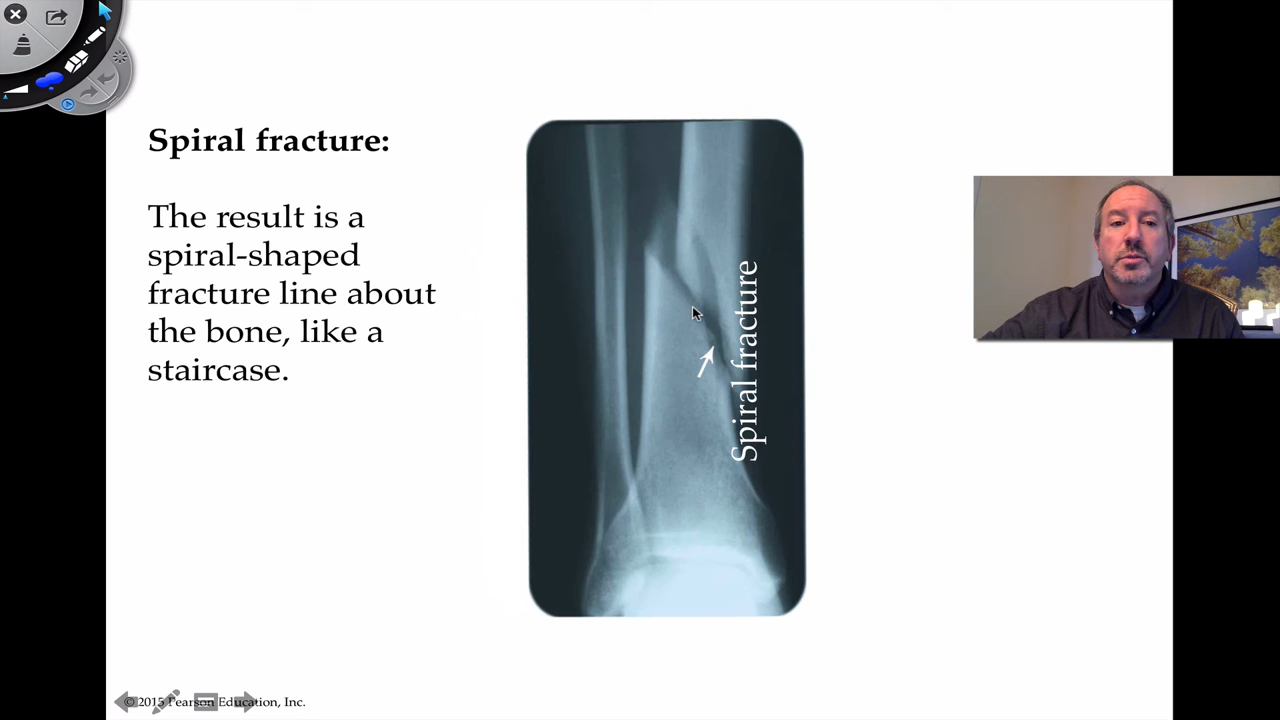 Spiral fracture:
The result is a
spiral-shaped
fracture line about
the bone, like a
staircase.
Spiral fracture
© 2015 Pearson Education, Inc.